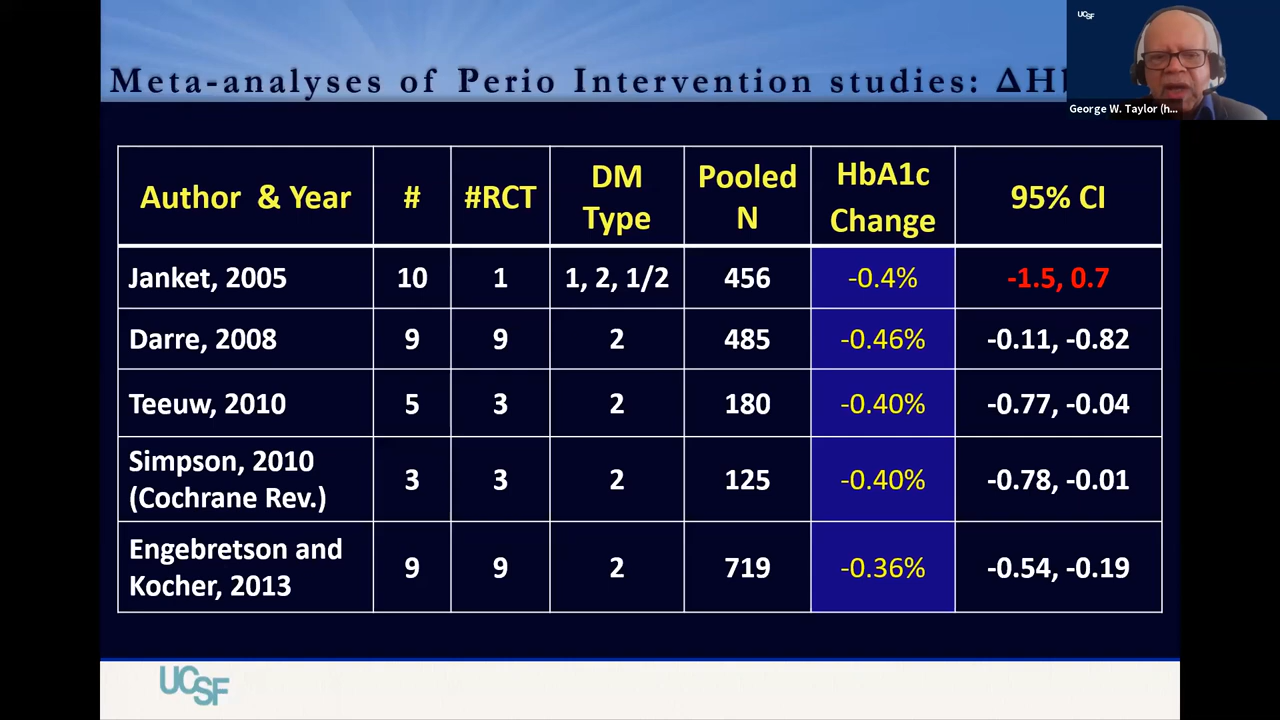 Meta-analyses of Perio Intervention studies: ΔH
UCSF
George W. Taylor (h...
Author & Year # #RCT DM Type Pooled N HbA1c Change 95% CI
Janket, 2005 10 1 1, 2, 1/2 456 -0.4% -1.5, 0.7
Darre, 2008 9 9 2 485 -0.46% -0.11, -0.82
Teeuw, 2010 5 3 2 180 -0.40% -0.77, -0.04
Simpson, 2010 (Cochrane Rev.) 3 3 2 125 -0.40% -0.78, -0.01
Engebretson and Kocher, 2013 9 9 2 719 -0.36% -0.54, -0.19
UCSF